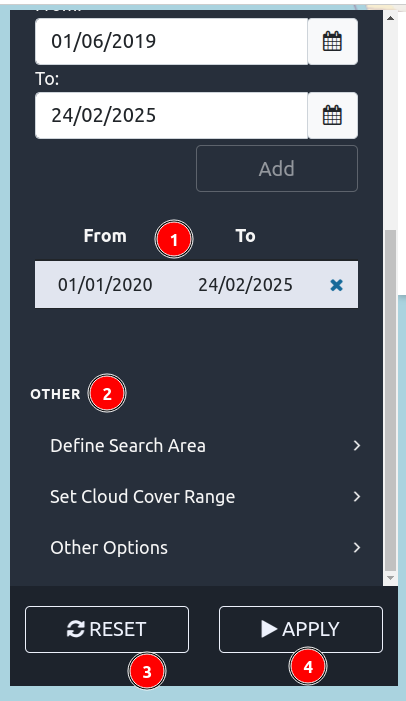 From:
01/06/2019
To:
24/02/2025
Add
From 1 To
01/01/2020 24/02/2025
OTHER 2
Define Search Area
Set Cloud Cover Range
Other Options
RESET APPLY
3 4